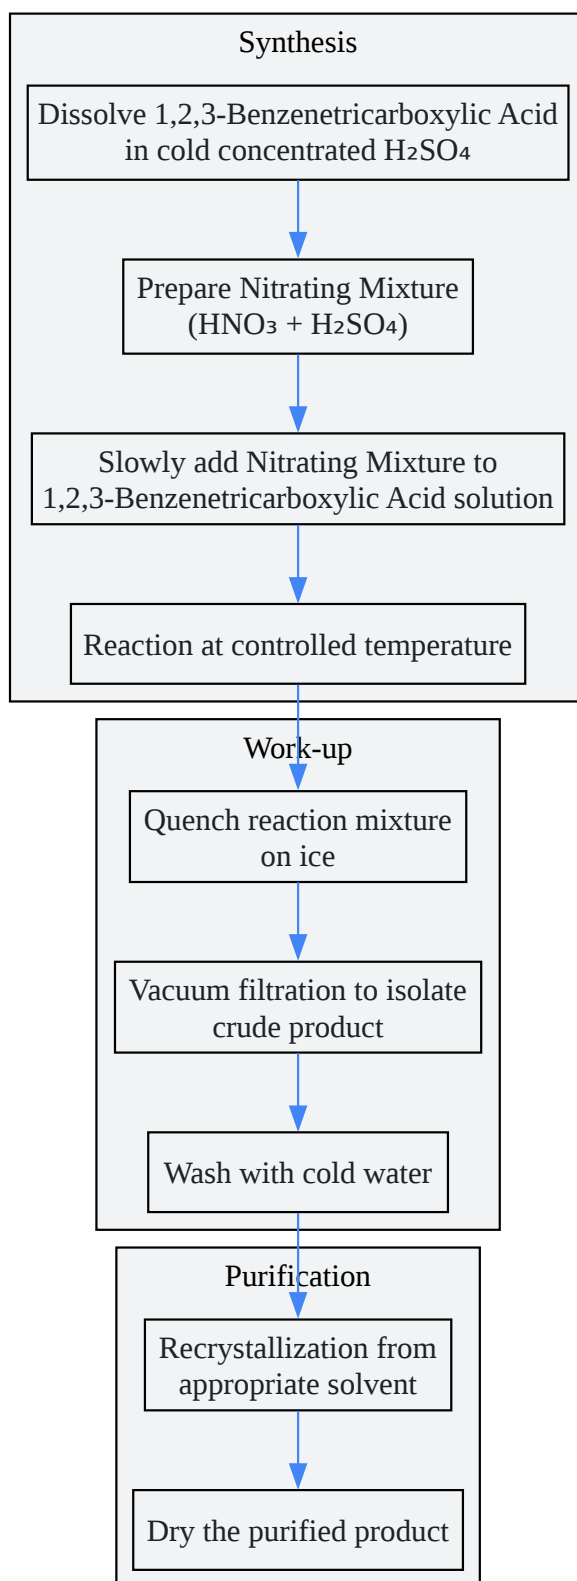 Synthesis
Dissolve 1,2,3-Benzenetricarboxylic Acid
in cold concentrated H₂SO₄
Prepare Nitrating Mixture
(HNO₃ + H₂SO₄)
Slowly add Nitrating Mixture to
1,2,3-Benzenetricarboxylic Acid solution
Reaction at controlled temperature
Work-up
Quench reaction mixture
on ice
Vacuum filtration to isolate
crude product
Wash with cold water
Purification
Recrystallization from
appropriate solvent
Dry the purified product